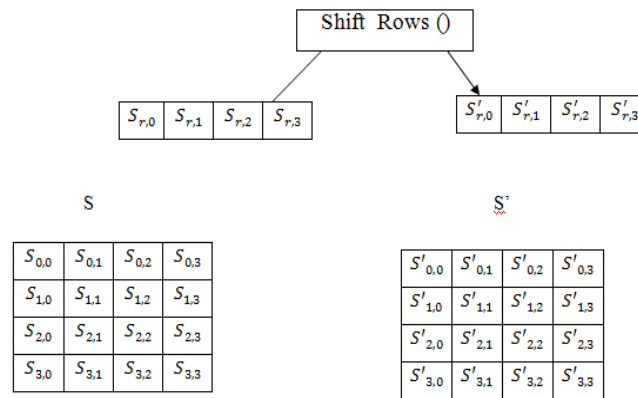 Shift Rows ()
S_{r,0} S_{r,1} S_{r,2} S_{r,3}
S'_{r,0} S'_{r,1} S'_{r,2} S'_{r,3}
S
S'
S_{0,0} S_{0,1} S_{0,2} S_{0,3}
S_{1,0} S_{1,1} S_{1,2} S_{1,3}
S_{2,0} S_{2,1} S_{2,2} S_{2,3}
S_{3,0} S_{3,1} S_{3,2} S_{3,3}
S'_{0,0} S'_{0,1} S'_{0,2} S'_{0,3}
S'_{1,0} S'_{1,1} S'_{1,2} S'_{1,3}
S'_{2,0} S'_{2,1} S'_{2,2} S'_{2,3}
S'_{3,0} S'_{3,1} S'_{3,2} S'_{3,3}